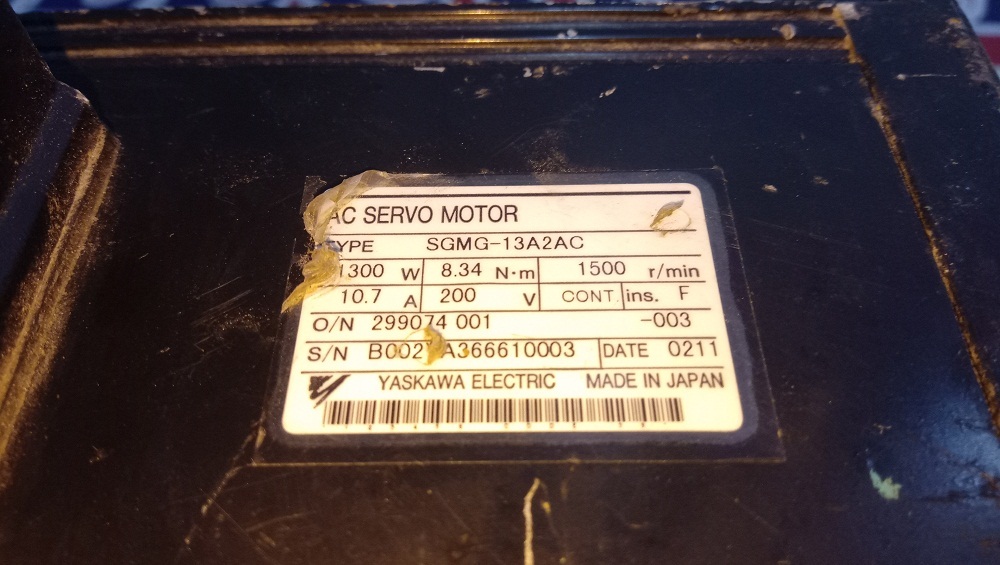 AC SERVO MOTOR
TYPE SGMG-13A2AC
1300 W 8.34 N·m 1500 r/min
10.7 A 200 V CONT. ins. F
O/N 299074 001 -003
S/N DATE 0211
YASKAWA ELECTRIC MADE IN JAPAN